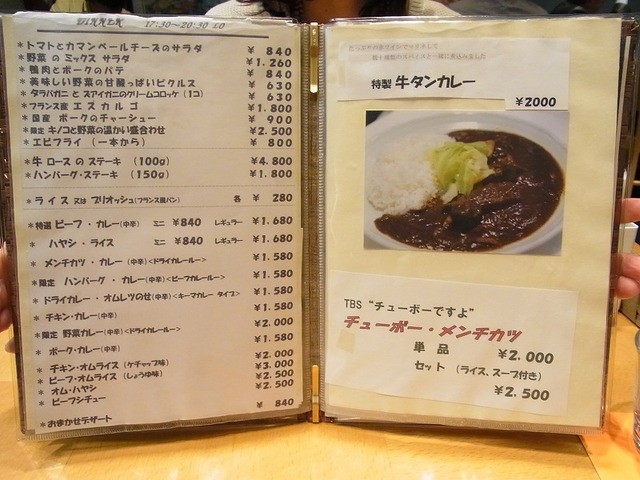 DINNER 17:30~20:30 LO
*トマトとカマンベールチーズのサラダ ¥ 840
*野菜 の ミックス サラダ ¥ 1.260
*鴨肉とポークのパテ ¥ 840
*美味しい野菜の甘酸っぱいピクルス ¥ 630
*タラバガニ と ズアイガニのクリームコロッケ (1コ) ¥ 630
*フランス産 エスカルゴ ¥ 1.800
*国産 ポークのチャーシュー ¥ 900
*限定 キノコと野菜の温かい盛合わせ ¥ 2.500
*エビフライ (一本から) ¥ 800
*牛 ロース の ステーキ (100g) ¥ 4.800
*ハンバーグ・ステーキ (150g) ¥ 1.800
*ライス 又は ブリオッシュ(フランス風パン) 各 ¥ 280
*特選 ビーフ・カレー(中辛) ミニ ¥840 レギュラー ¥ 1.680
* ハヤシ・ライス ミニ ¥840 レギュラー ¥ 1.680
* メンチカツ・カレー(中辛)<ドライカレールー> ¥ 1.580
*限定 ハンバーグ・カレー(中辛)<ビーフカレールー> ¥ 1.580
* ドライカレー・オムレツのせ(中辛)<キーマカレー タイプ> ¥ 1.580
* チキン・カレー(中辛) ¥ 1.580
*限定 野菜カレー(中辛)<ドライカレールー> ¥ 2.000
* ポーク・カレー(中辛) ¥ 1.580
* チキン・オムライス (ケチャップ味) ¥ 2.000
* ビーフ・オムライス (しょうゆ味) ¥ 3.000
* オム・ハヤシ ¥ 2.500
* ビーフシチュー ¥ 2.500
*おまかせデザート ¥ 840
特製 牛タンカレー
¥2000
TBS “チューボーですよ”
チューボー・メンチカツ
単 品 ¥2.000
セット (ライス、スープ付き)
¥2.500